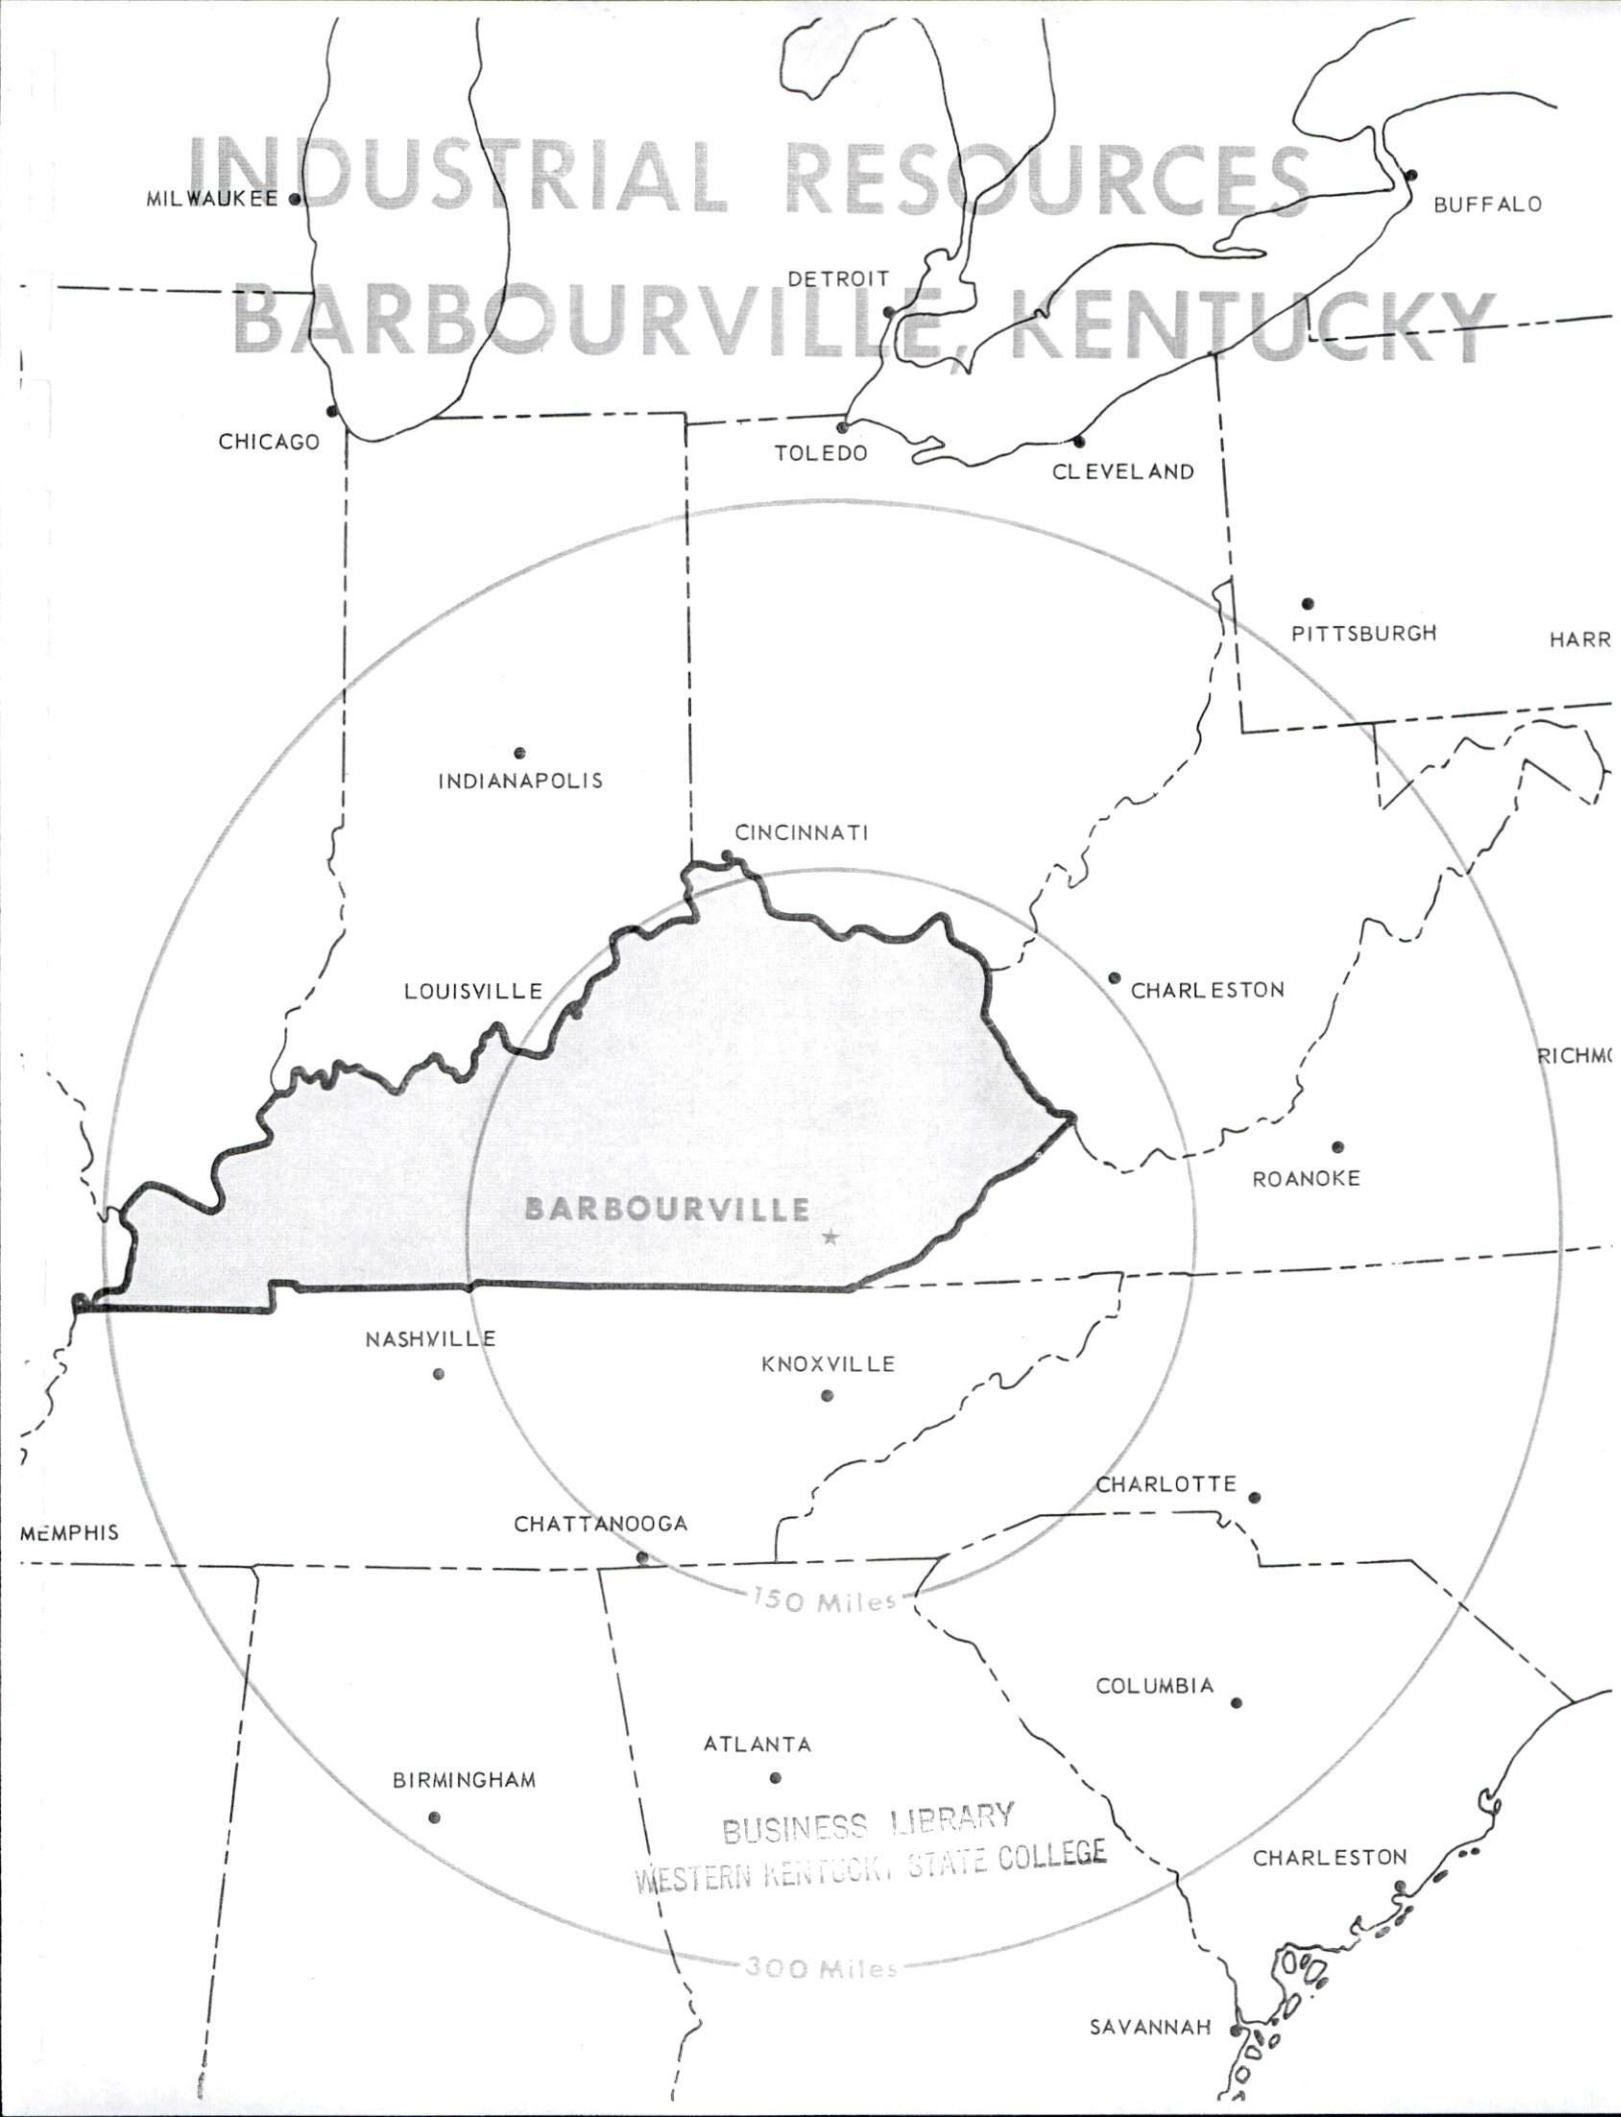 INDUSTRIAL RESOURCES
MILWAUKEE
BUFFALO
DETROIT
BARBOURVILLE, KENTUCKY
CHICAGO
TOLEDO
CLEVELAND
PITTSBURGH
HARR
INDIANAPOLIS
CINCINNATI
LOUISVILLE
CHARLESTON
RICHMO
ROANOKE
BARBOURVILLE
NASHVILLE
KNOXVILLE
CHARLOTTE
CHATTANOOGA
MEMPHIS
150 Miles
COLUMBIA
ATLANTA
BIRMINGHAM
BUSINESS LIBRARY
WESTERN KENTUCKY STATE COLLEGE
CHARLESTON
300 Miles
SAVANNAH